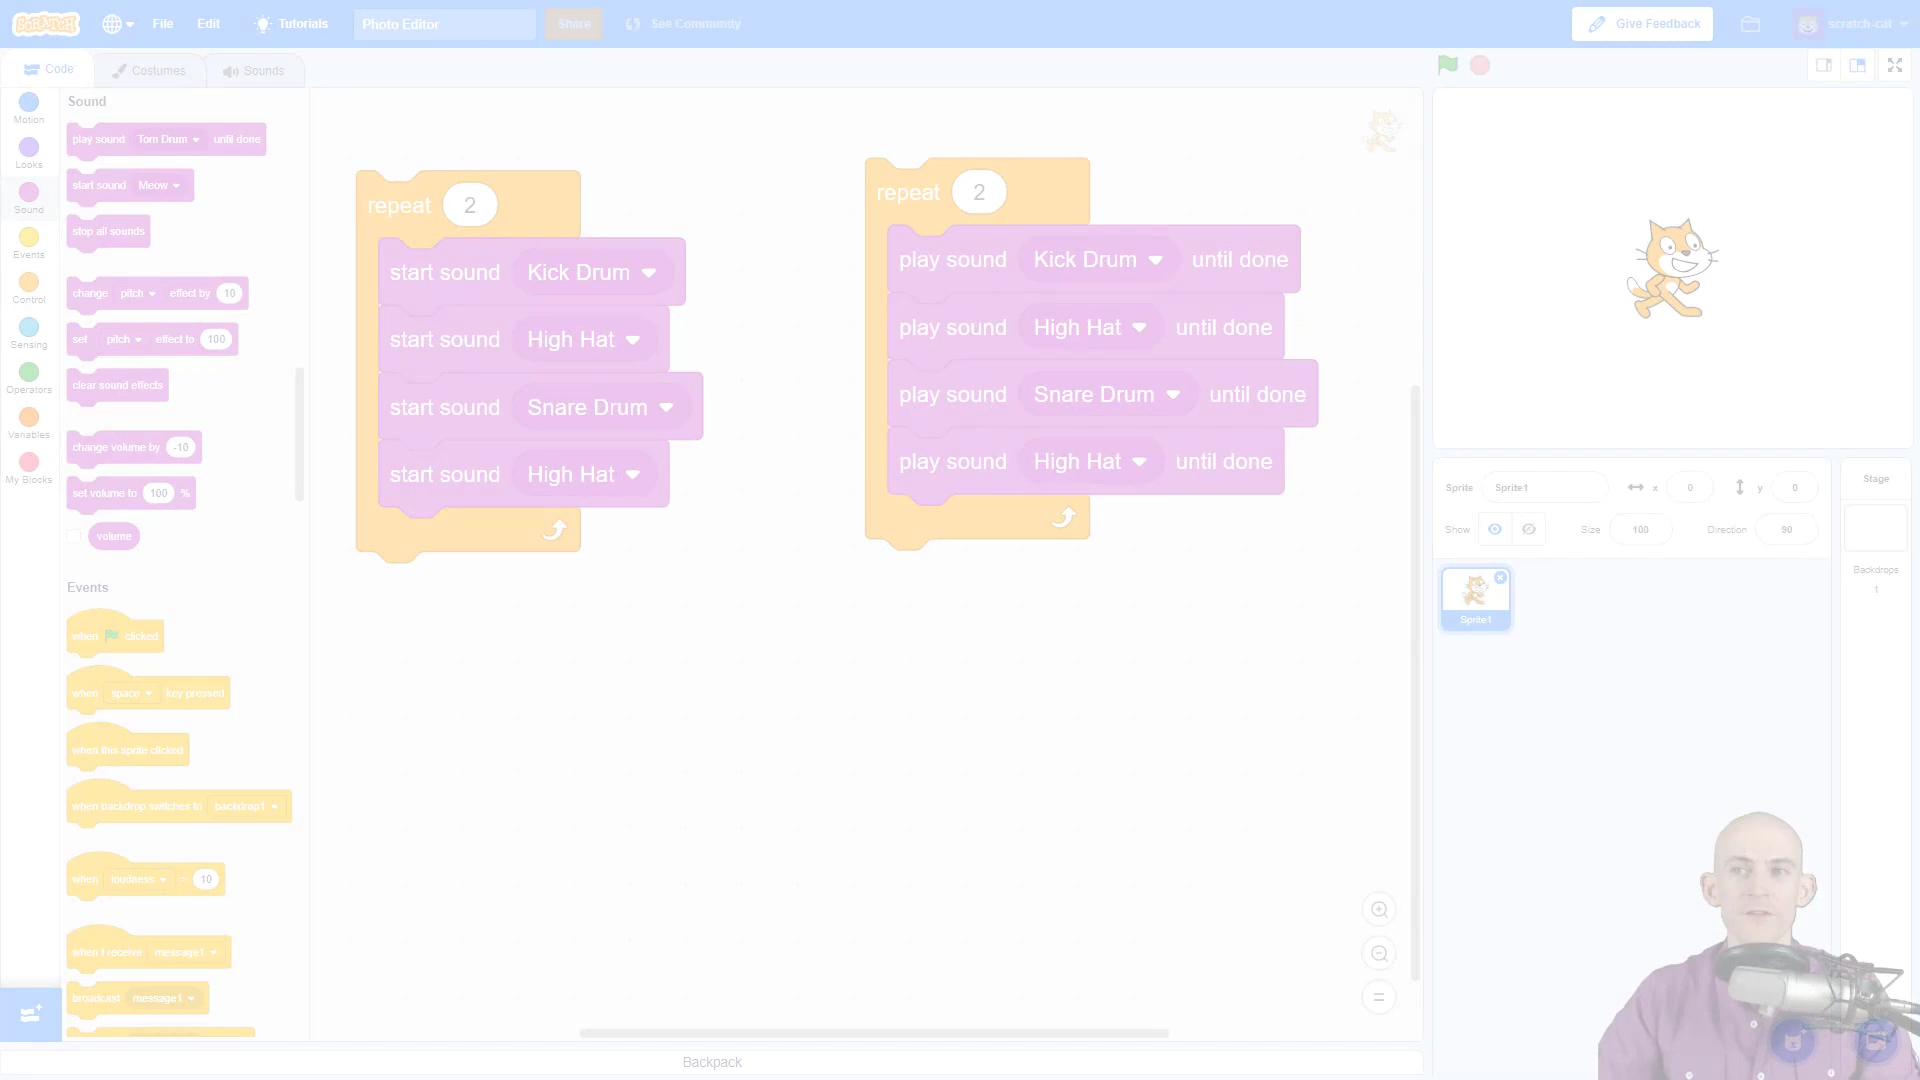 SCRATCH
File Edit Tutorials Photo Editor Share See Community Give Feedback scratch-cat
Code Costumes Sounds
Motion
Looks
Sound
Events
Control
Sensing
Operators
Variables
My Blocks
Sound
play sound Tom Drum until done
start sound Meow
stop all sounds
change pitch effect by 10
set pitch effect to 100
clear sound effects
change volume by -10
set volume to 100 %
volume
Events
when clicked
when space key pressed
when this sprite clicked
when backdrop switches to backdrop1
when loudness > 10
when I receive message1
broadcast message1
repeat 2
start sound Kick Drum
start sound High Hat
start sound Snare Drum
start sound High Hat
repeat 2
play sound Kick Drum until done
play sound High Hat until done
play sound Snare Drum until done
play sound High Hat until done
Sprite Sprite1 x 0 y 0
Show Size 100 Direction 90
Sprite1
Stage
Backdrops
1
Backpack